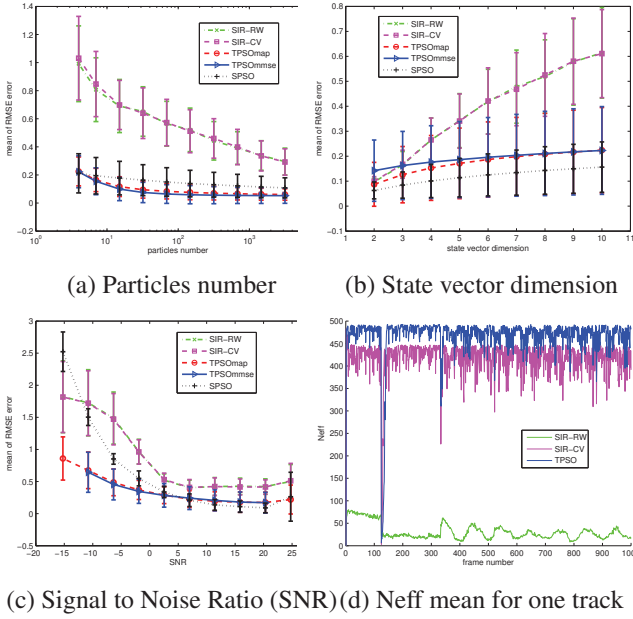 1.4
1.2
1
0.8
0.6
0.4
0.2
0
−0.2
mean of RMSE error
10^0
10^1
10^2
10^3
particles number
SIR−RW
SIR−CV
TPSOmap
TPSOmmse
SPSO
(a) Particles number
0.8
0.7
0.6
0.5
0.4
0.3
0.2
0.1
0
−0.1
mean of RMSE error
1
2
3
4
5
6
7
8
9
10
11
state vector dimension
SIR−RW
SIR−CV
TPSOmap
TPSOmmse
SPSO
(b) State vector dimension
3
2.5
2
1.5
1
0.5
0
−0.5
mean of RMSE error
−20
−15
−10
−5
0
5
10
15
20
25
SNR
SIR−RW
SIR−CV
TPSOmap
TPSOmmse
SPSO
(c) Signal to Noise Ratio (SNR)
500
450
400
350
300
250
200
150
100
50
0
Neff
0
100
200
300
400
500
600
700
800
900
1000
frame number
SIR−RW
SIR−CV
TPSO
(d) Neff mean for one track